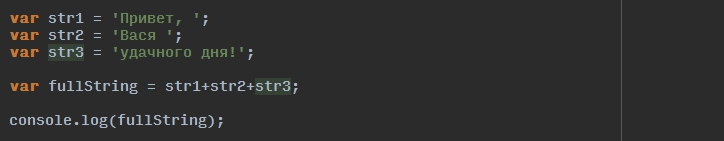 var str1 = 'Привет, ';
var str2 = 'Вася ';
var str3 = 'удачного дня!';
var fullString = str1+str2+str3;
console.log(fullString);